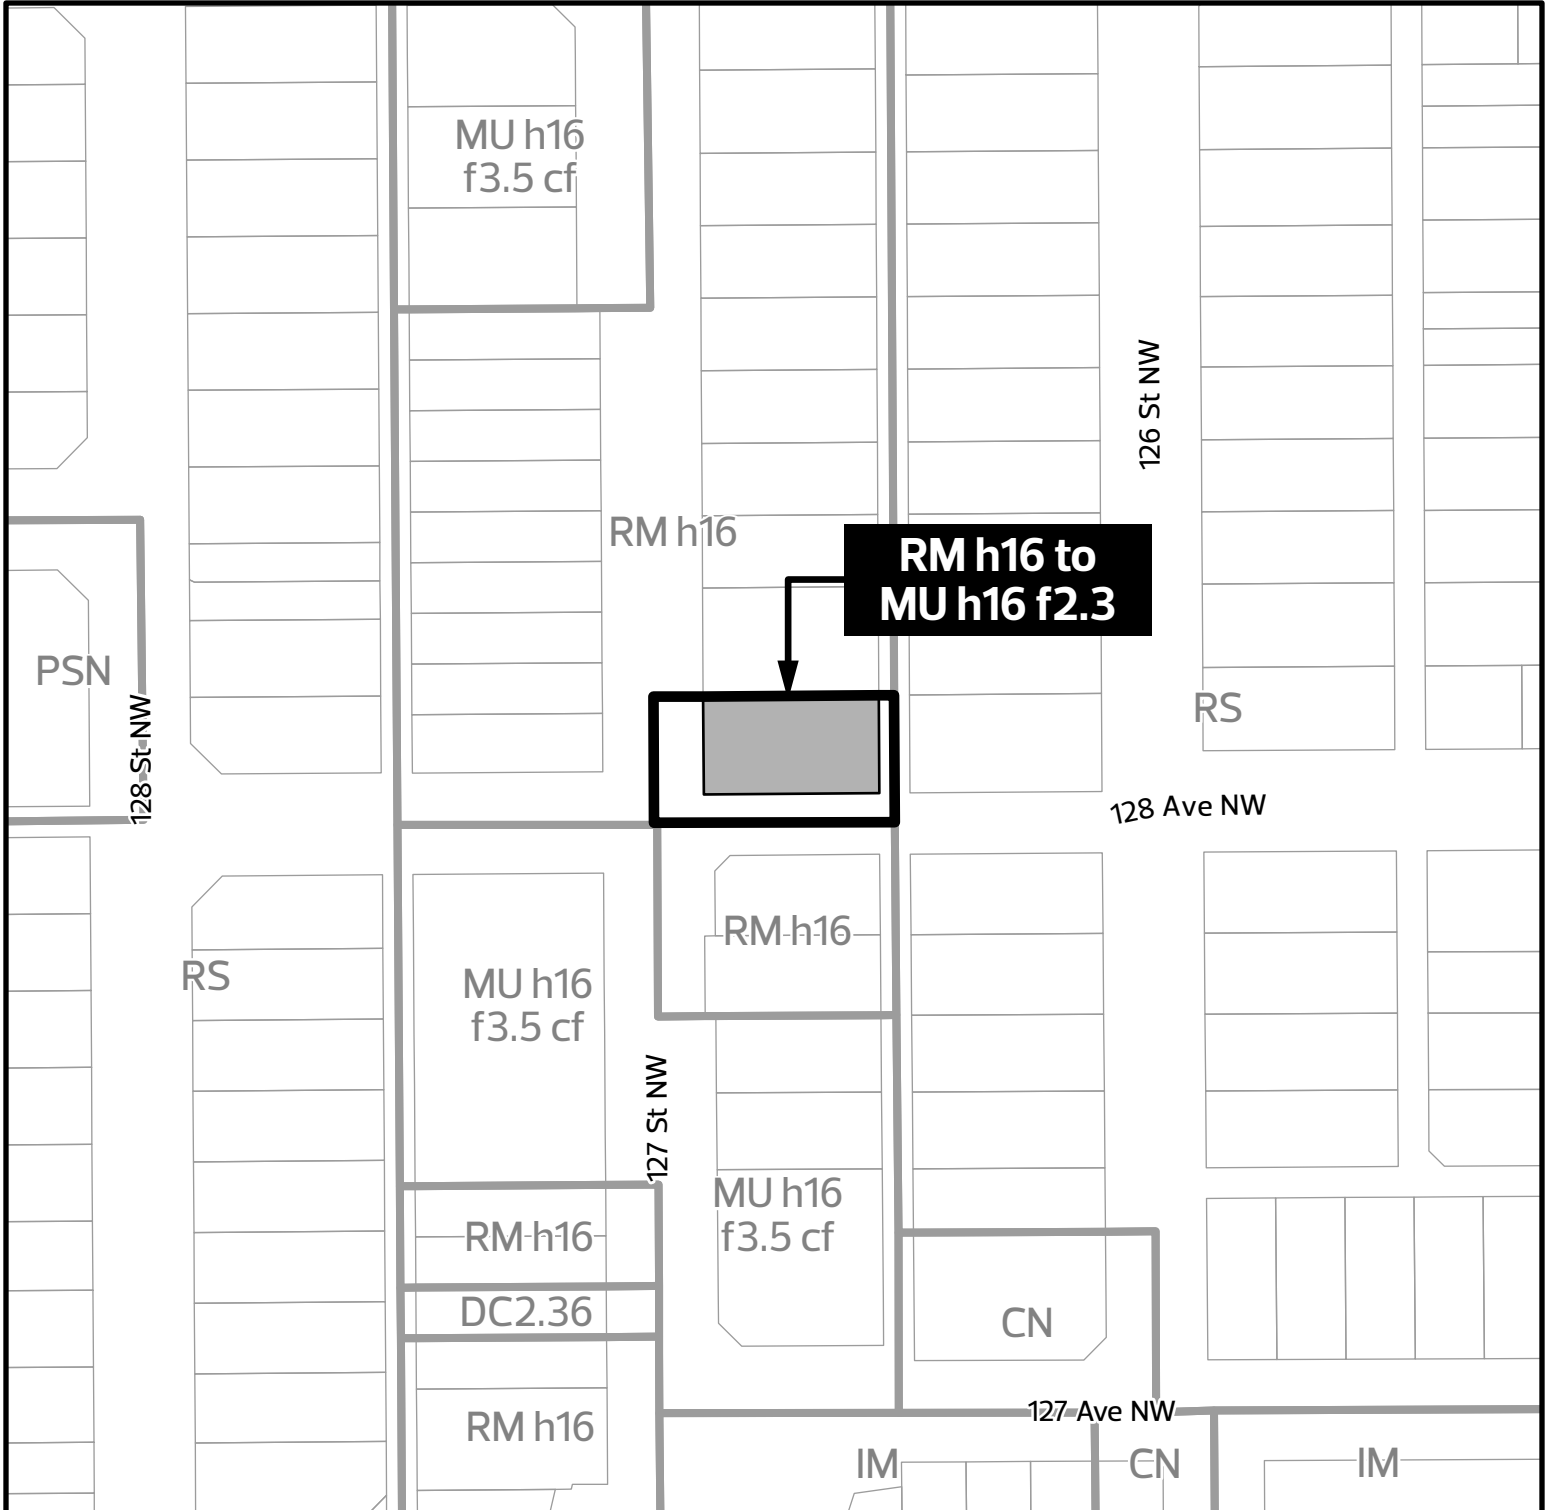 MU h16
f3.5 cf
126 St NW
RM h16
RM h16 to
MU h16 f2.3
PSN
128 St NW
RS
128 Ave NW
RM h16
RS
MU h16
f3.5 cf
127 St NW
MU h16
f3.5 cf
RM h16
DC2.36
CN
127 Ave NW
RM h16
IM
CN
IM